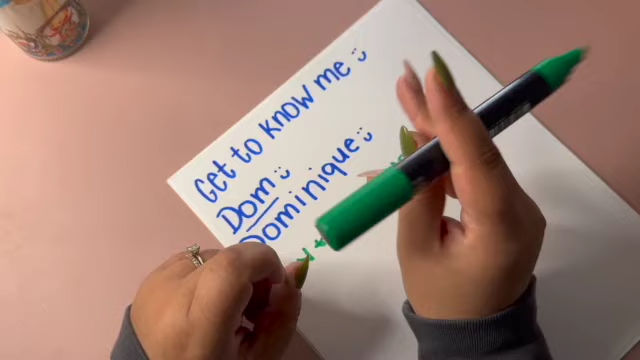 Get to know me :)
Dom :)
Dominique :)